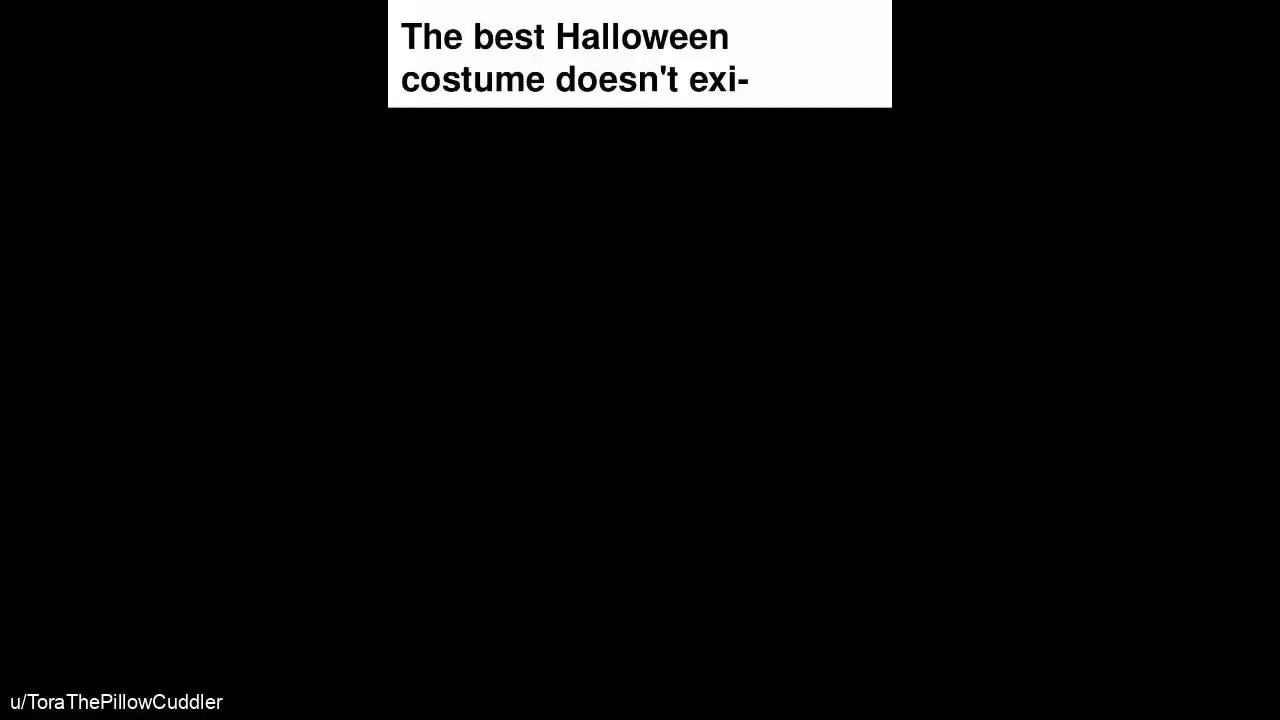 The best Halloween
costume doesn't exi-
u/ToraThePillowCuddler